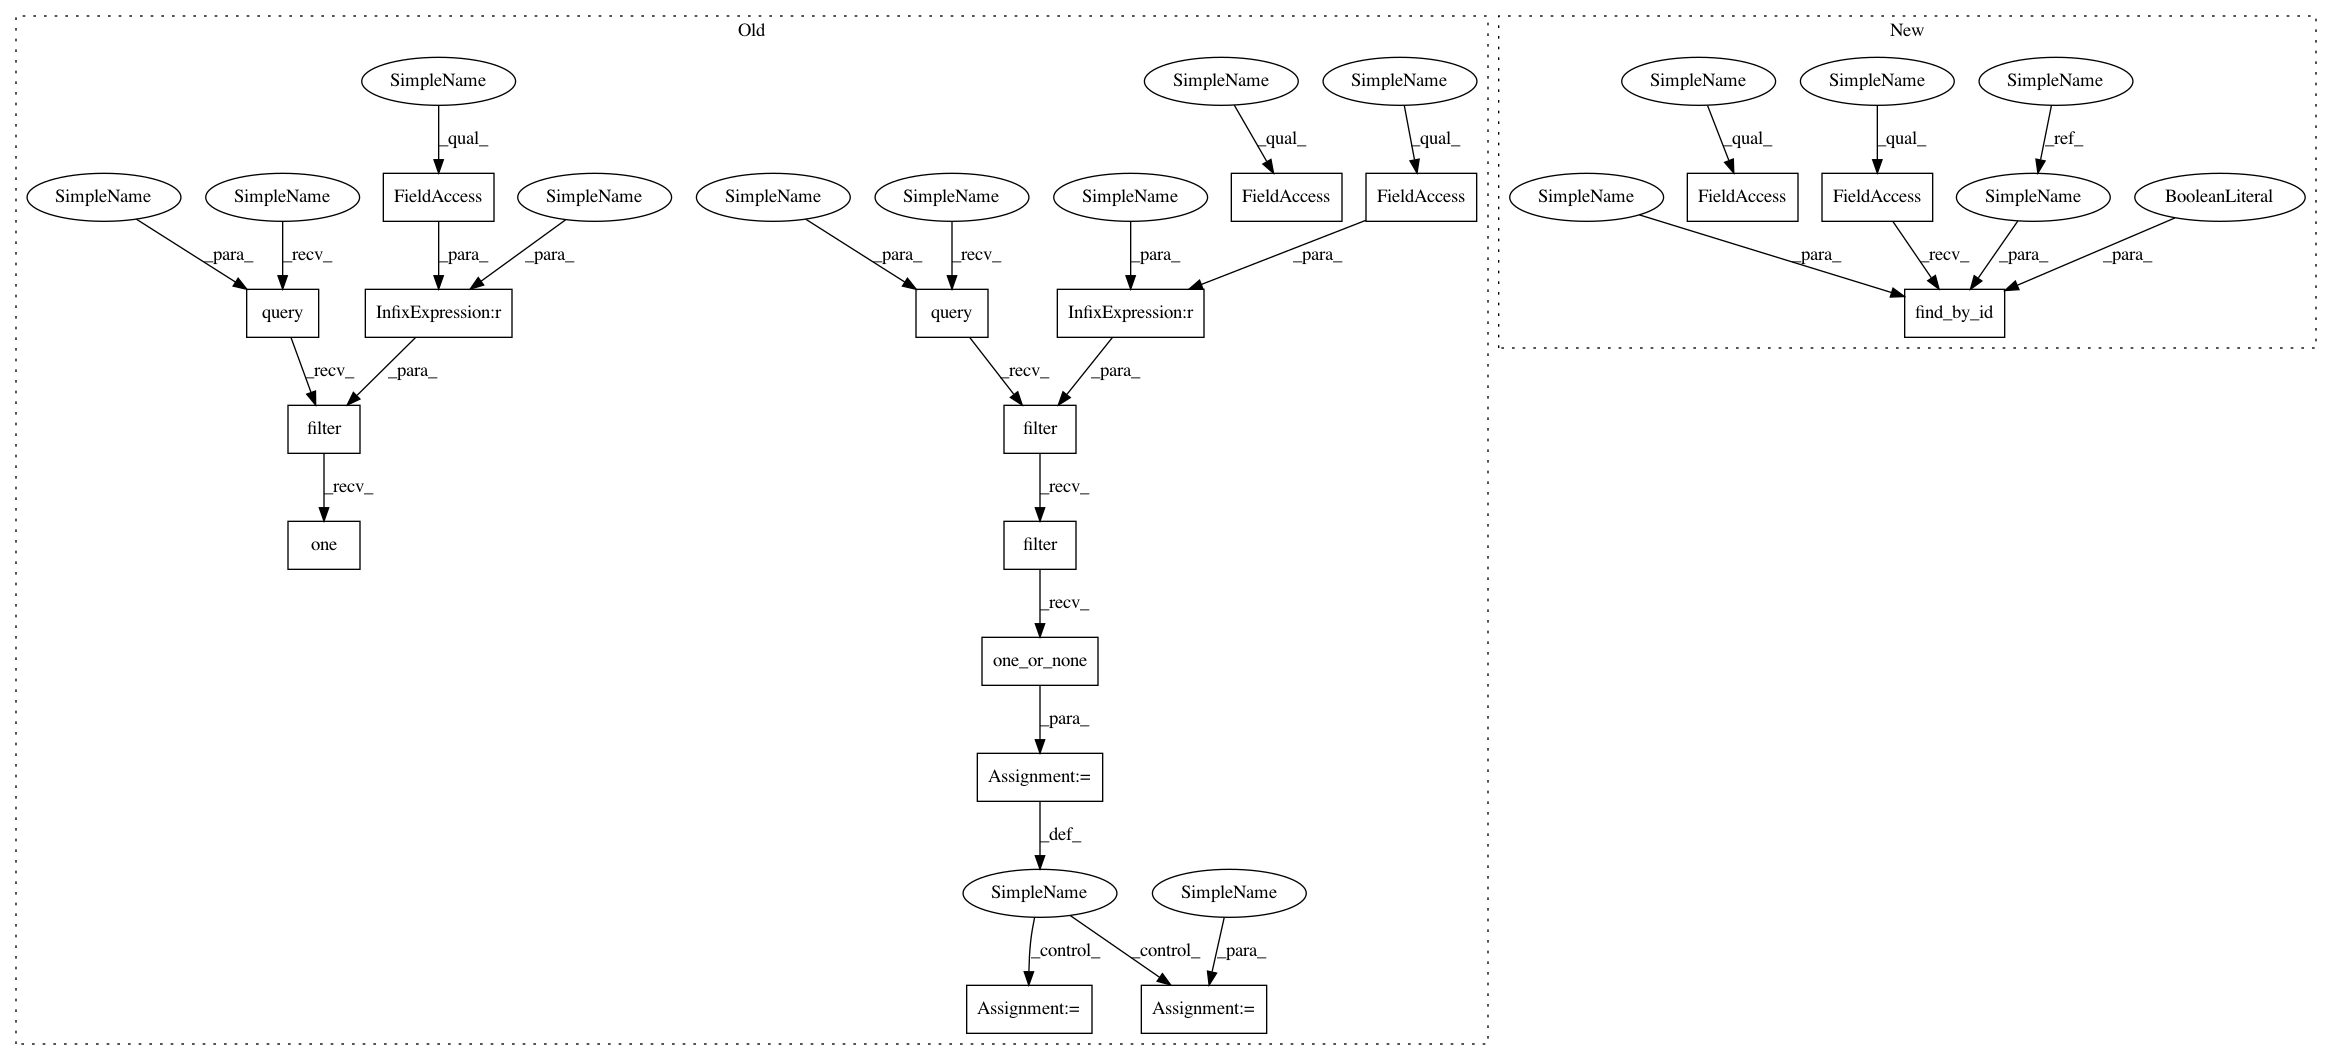 Old
New
SimpleName
SimpleName
SimpleName
SimpleName
SimpleName
SimpleName
_qual_
_qual_
_qual_
_qual_
_qual_
_ref_
SimpleName
SimpleName
FieldAccess
SimpleName
SimpleName
SimpleName
SimpleName
FieldAccess
FieldAccess
SimpleName
FieldAccess
FieldAccess
SimpleName
BooleanLiteral
_para_
_recv_
_para_
_para_
_para_
_recv_
_para_
_para_
_para_
_recv_
_para_
_para_
query
InfixExpression:r
query
InfixExpression:r
find_by_id
_recv_
_para_
_recv_
_para_
filter
filter
_recv_
_recv_
one
filter
_recv_
one_or_none
_para_
Assignment:=
_def_
SimpleName
SimpleName
_control_
_control_
_para_
Assignment:=
Assignment:=